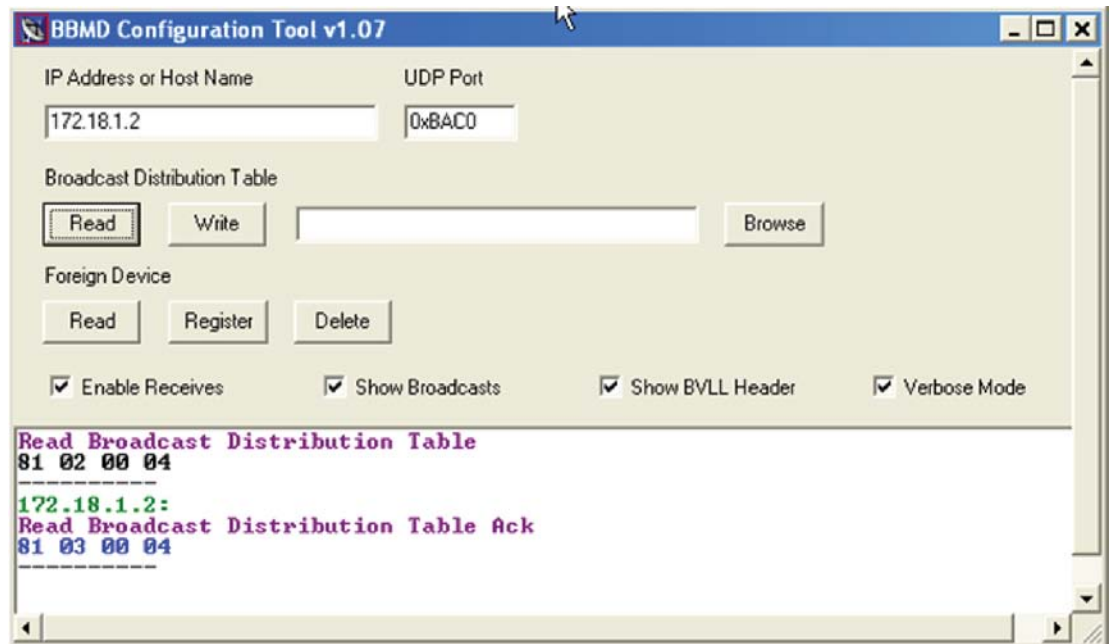 BBMD Configuration Tool v1.07
IP Address or Host Name UDP Port
172.18.1.2 0xBAC0
Broadcast Distribution Table
Read Write Browse
Foreign Device
Read Register Delete
Enable Receives Show Broadcasts Show BVLL Header Verbose Mode
Read Broadcast Distribution Table
81 02 00 04
----------
172.18.1.2:
Read Broadcast Distribution Table Ack
81 03 00 04
----------